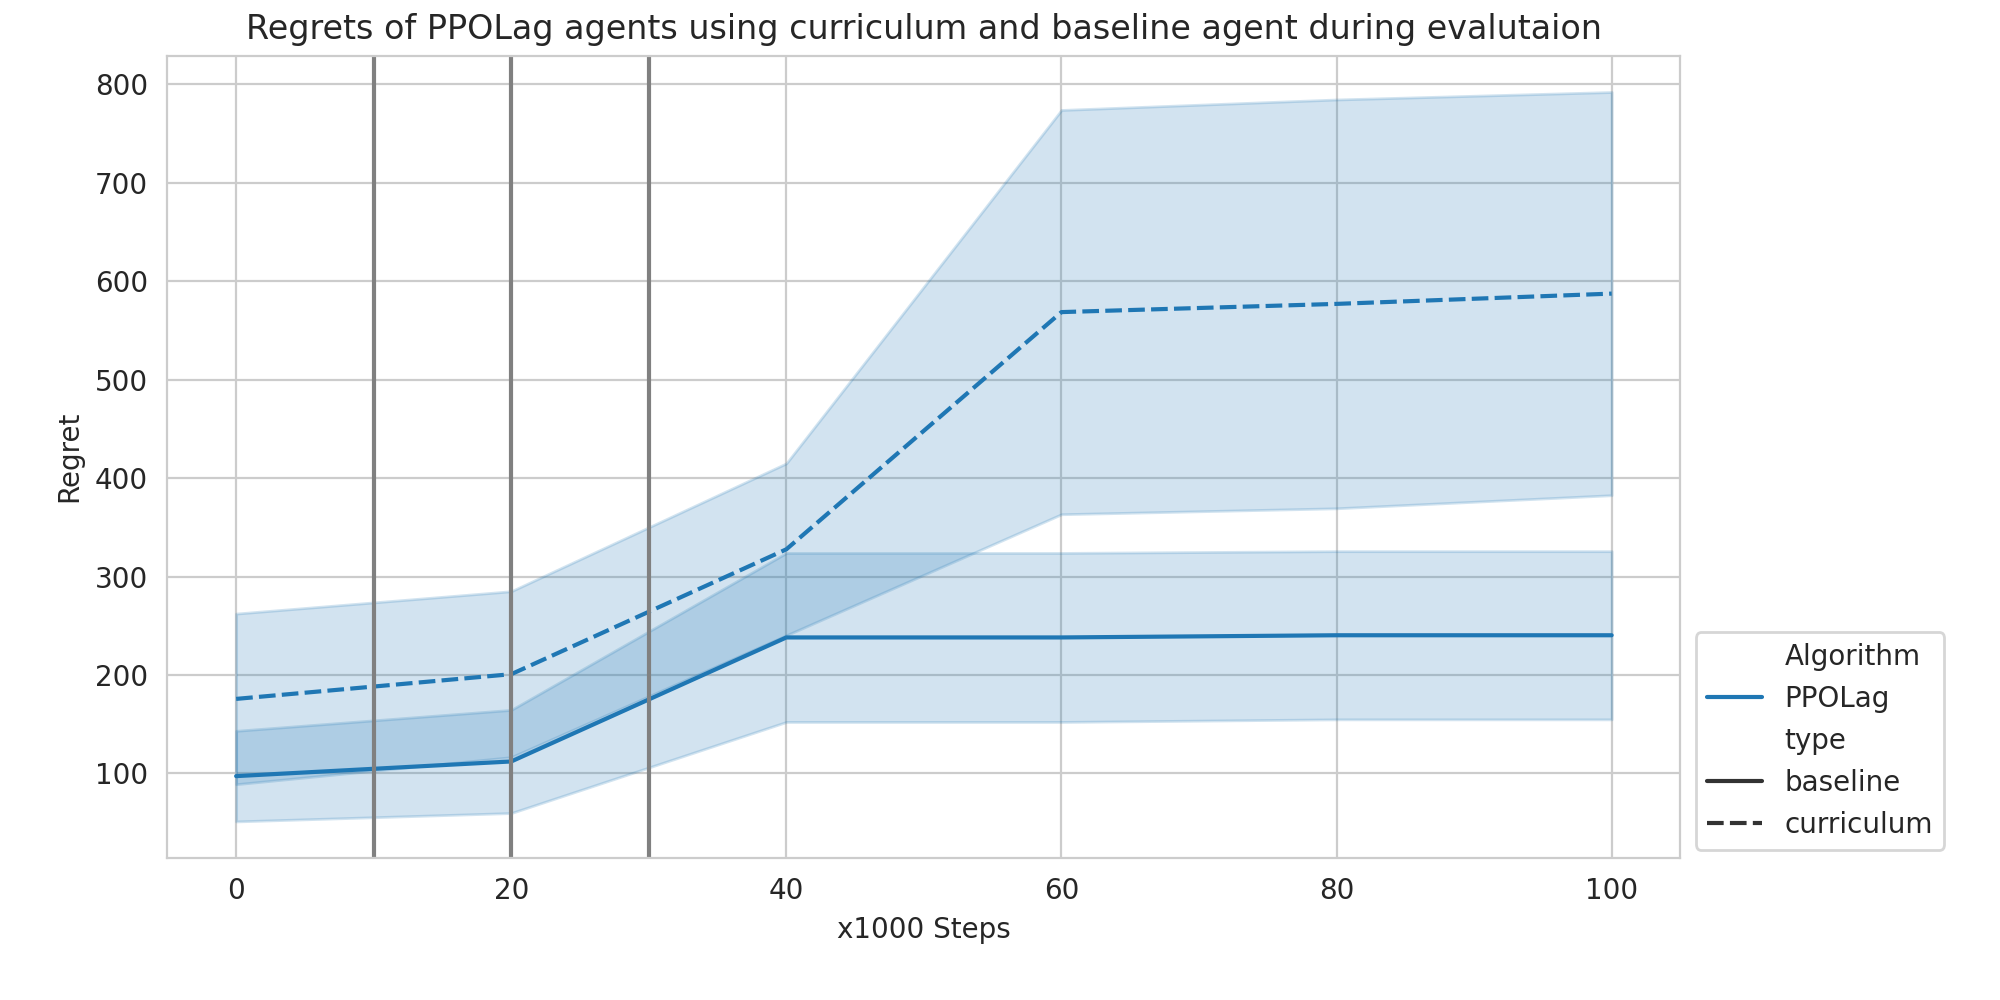 Regrets of PPOLag agents using curriculum and baseline agent during evalutaion
800
700
600
500
400
300
200
100
Regret
0 20 40 60 80 100
x1000 Steps
Algorithm
PPOLag
type
baseline
curriculum